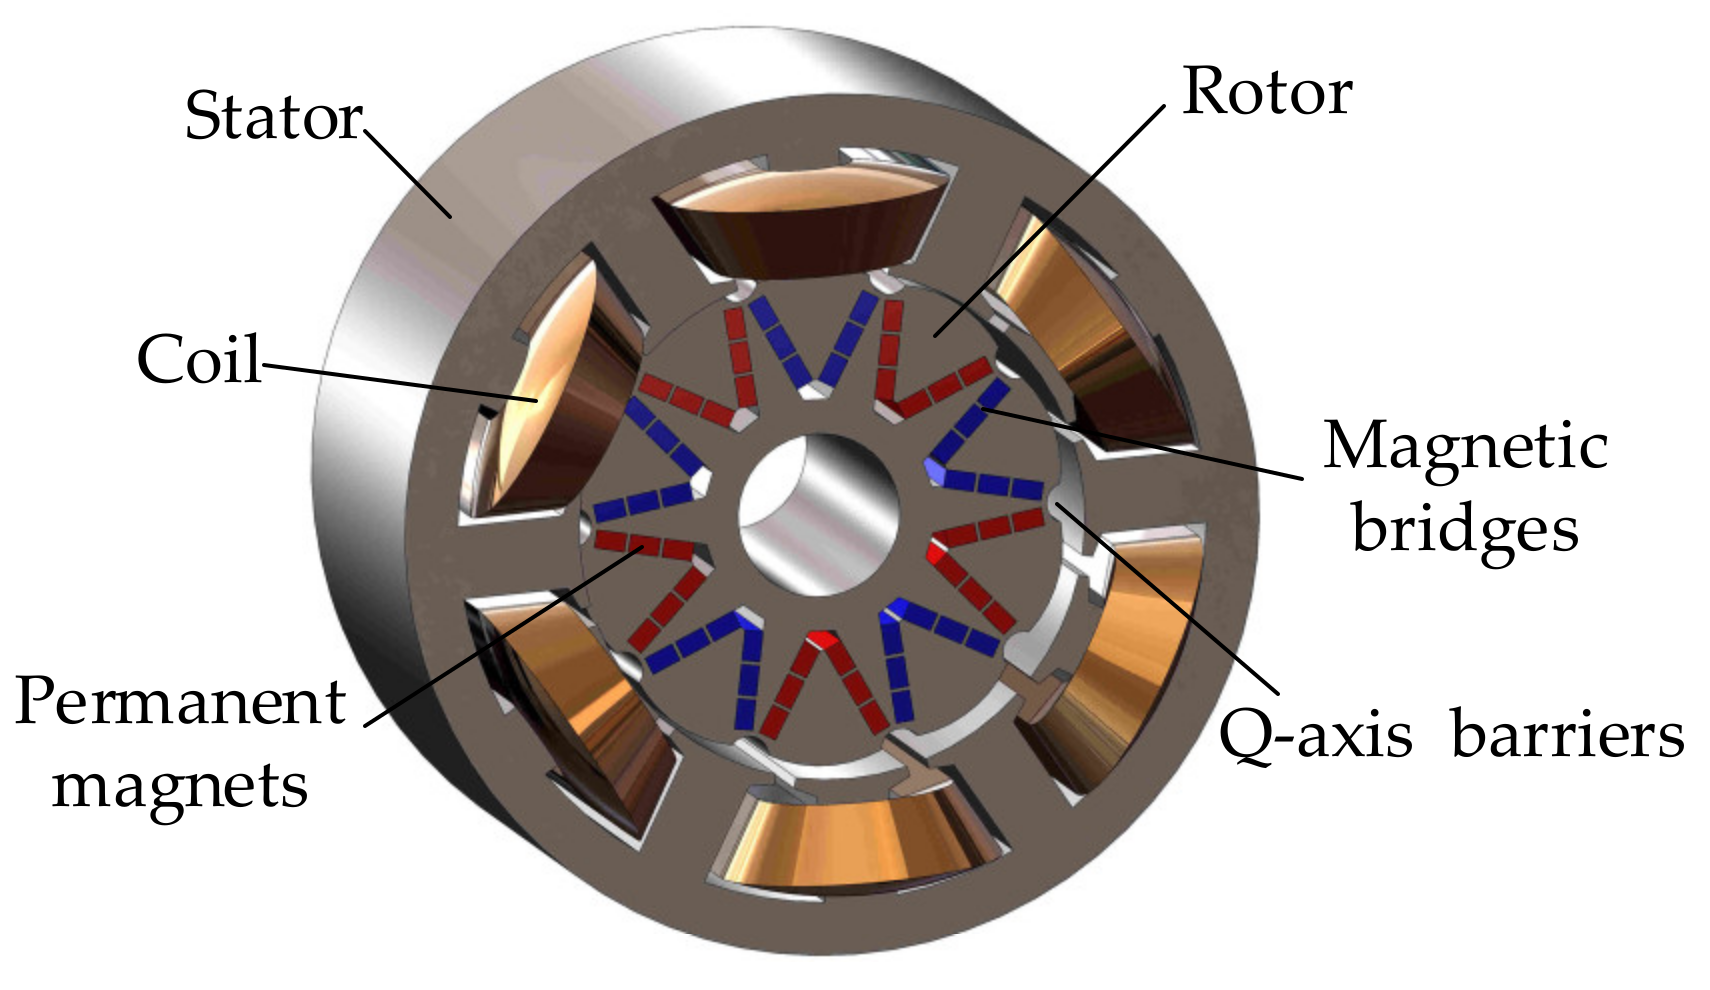 Rotor
Stator
Coil
Magnetic
bridges
Permanent
magnets
Q-axis barriers